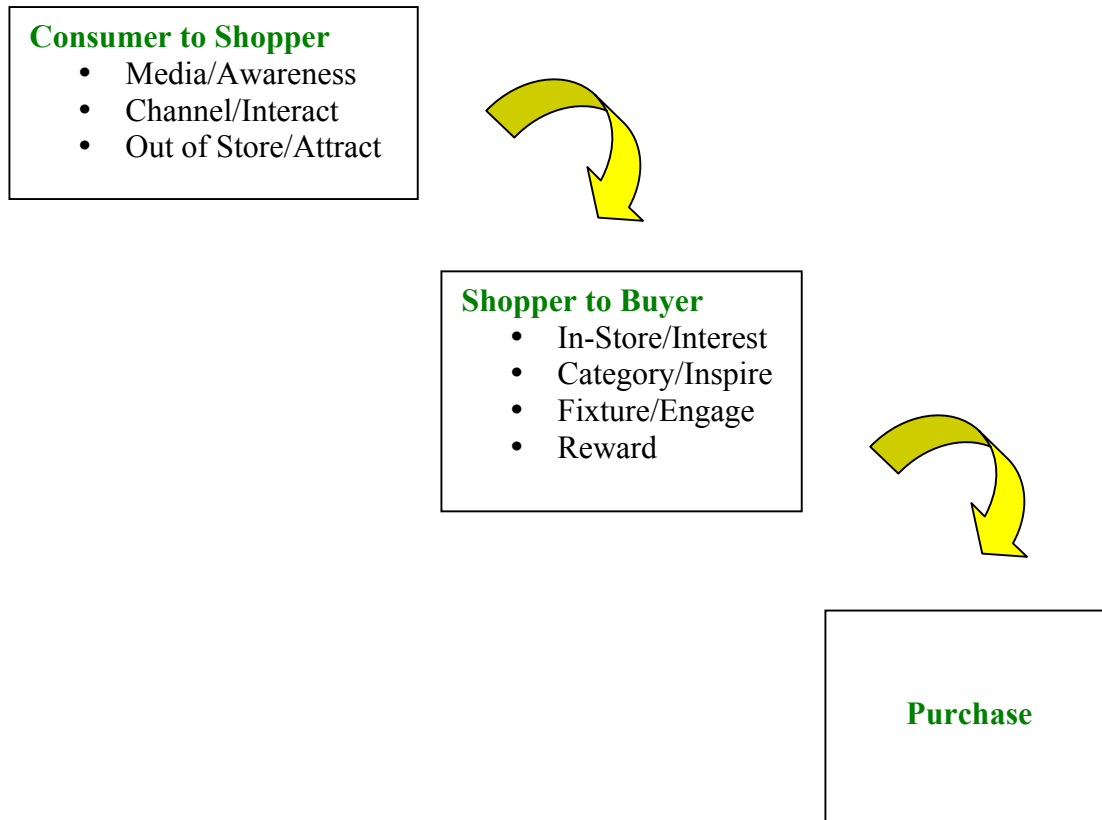 Consumer to Shopper
• Media/Awareness
• Channel/Interact
• Out of Store/Attract
Shopper to Buyer
• In-Store/Interest
• Category/Inspire
• Fixture/Engage
• Reward
Purchase